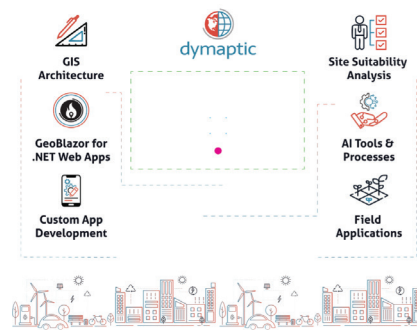 dymaptic
GIS
Architecture
GeoBlazor for
.NET Web Apps
Custom App
Development
Site Suitability
Analysis
AI Tools &
Processes
Field
Applications